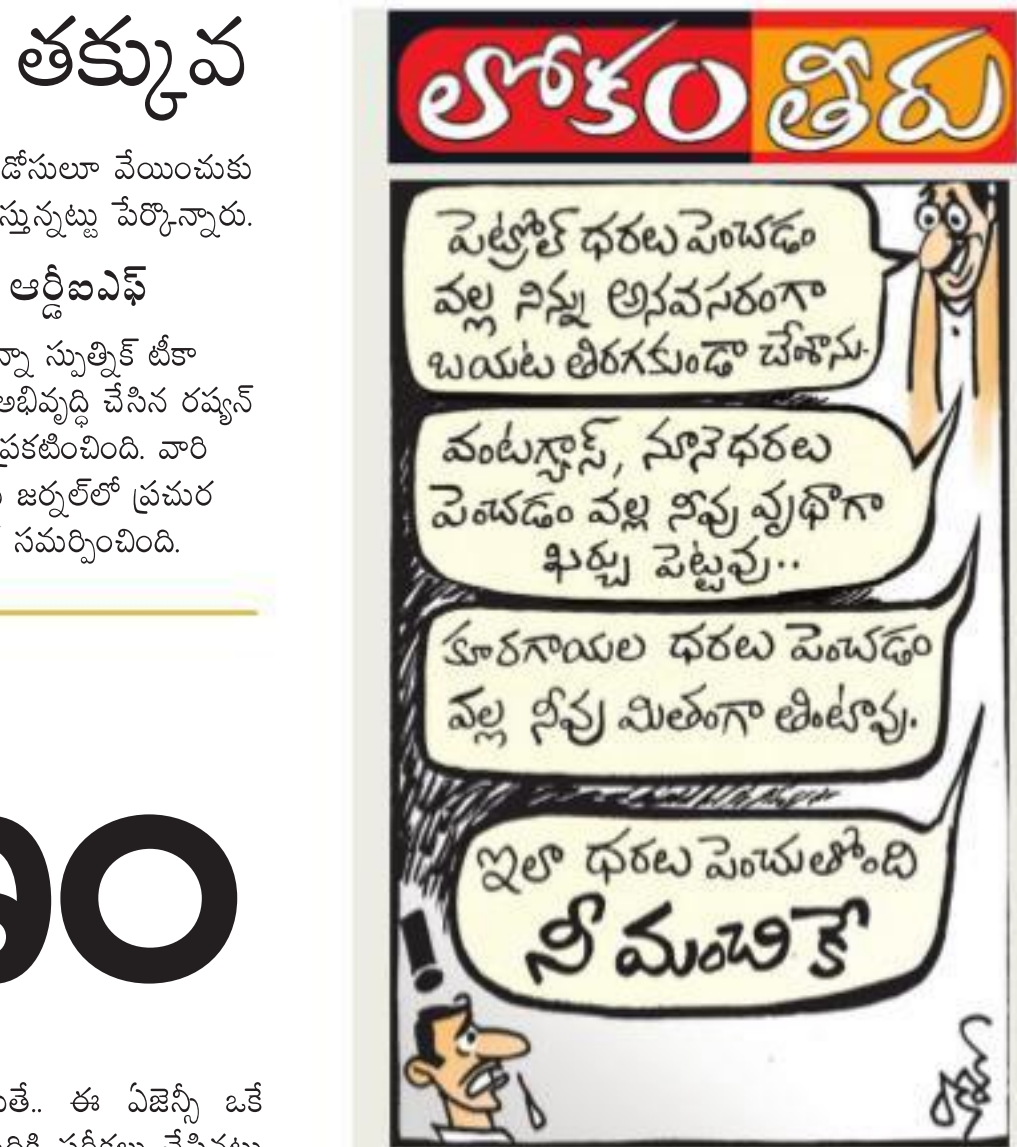 తక్కువ
డోసులూ వేయించుకు
స్తున్నట్టు పేర్కొన్నారు.
ఆర్డీఐఎఫ్
న్నా స్పుత్నిక్ టీకా
అభివృద్ధి చేసిన రష్యన్
ప్రకటించింది. వారి
జర్నల్‌లో ప్రచుర
సమర్పించింది.
ణం
తే.. ఈ ఏజెన్సీ ఒకే
లోకం తీరు
పెట్రోల్ ధరలు పెంచడం
వల్ల నిన్ను అనవసరంగా
బయట తిరగకుండా చేశాను.
వంటగ్యాస్, నూనెధరలు
పెంచడం వల్ల నీవు వృథాగా
ఖర్చు పెట్టవు..
కూరగాయల ధరలు పెంచడం
వల్ల నీవు మితంగా తింటావు.
ఇలా ధరలు పెంచుతోంది
నీ మంచికే
!